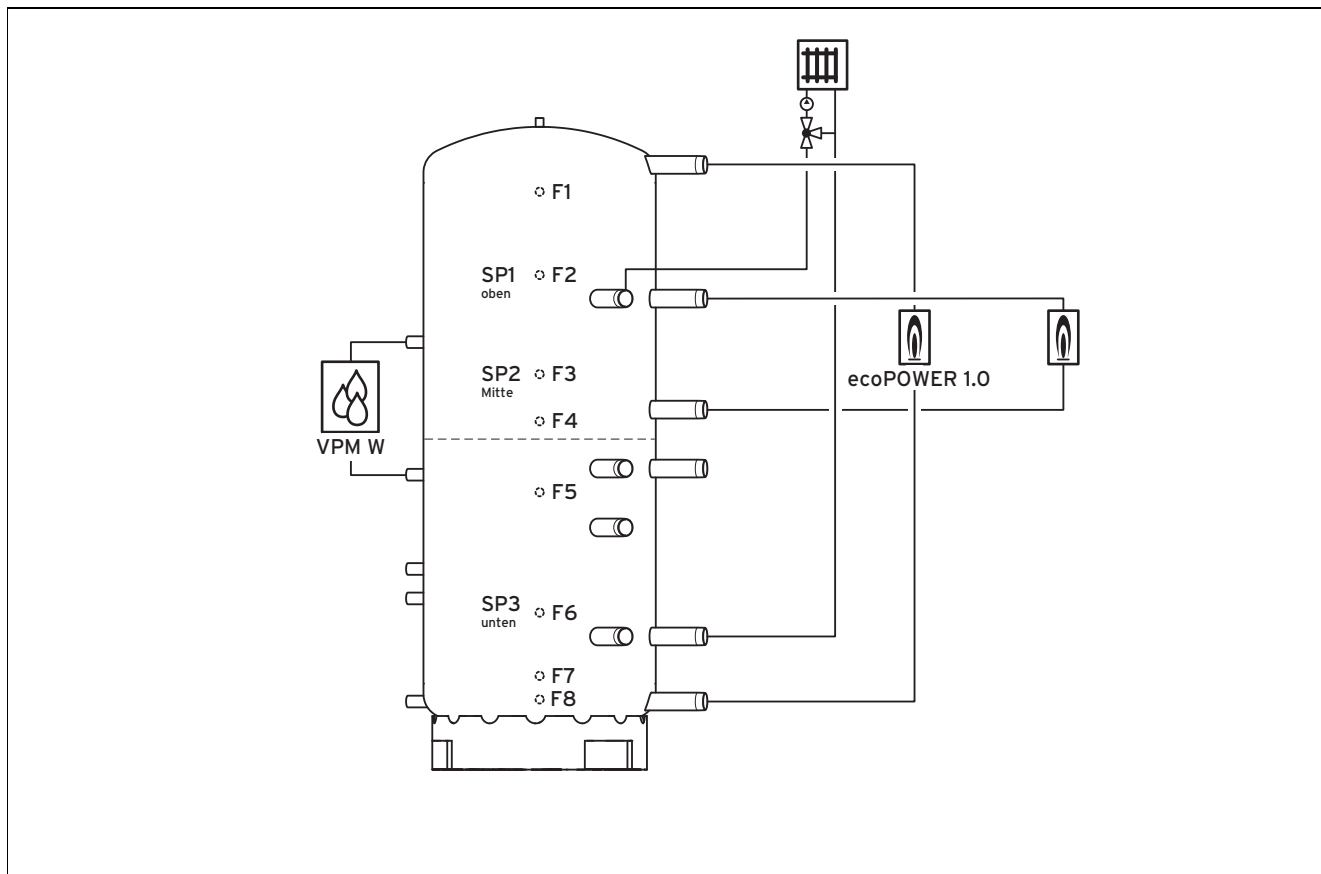 F1
SP1
oben
F2
SP2
Mitte
F3
ecoPOWER 1.0
F4
VPM W
F5
SP3
unten
F6
F7
F8